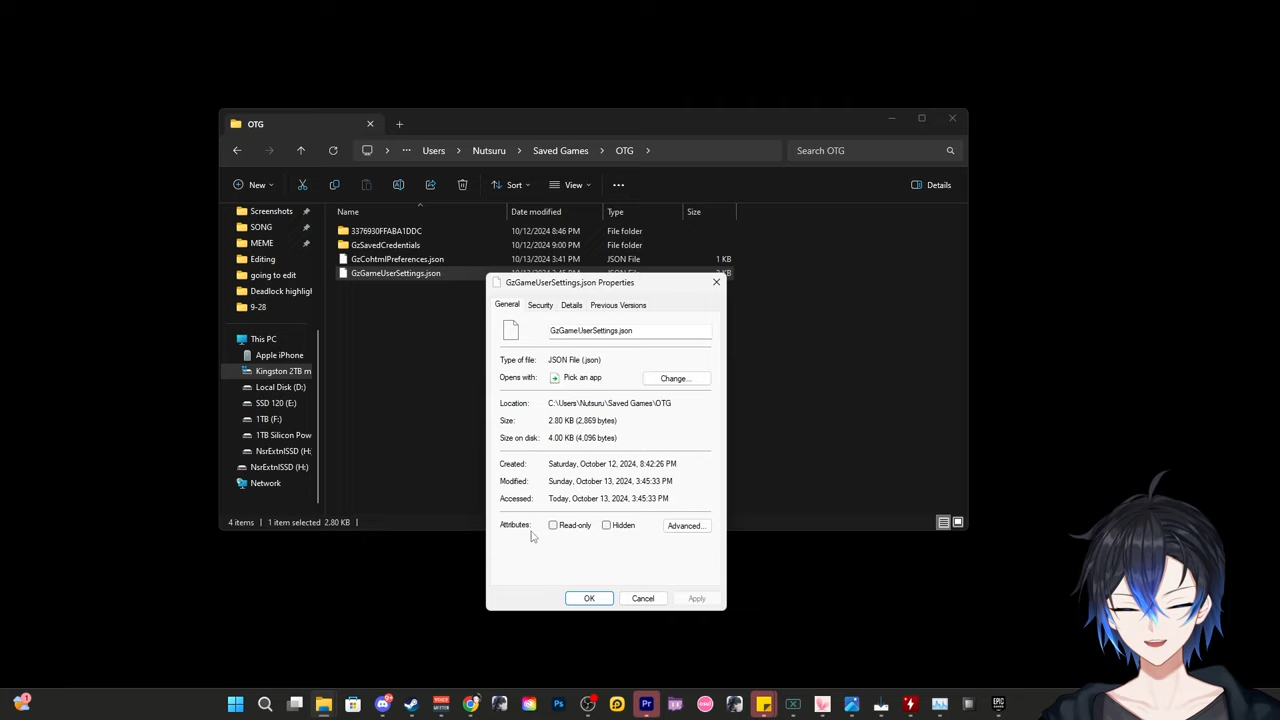 OTG
Users > Nutsuru > Saved Games > OTG >
Search OTG
New
Sort
View
Details
Screenshots
SONG
MEME
Editing
going to edit
Deadlock highlig
9-28
This PC
Apple iPhone
Kingston 2TB m
Local Disk (D:)
SSD 120 (E:)
1TB (F:)
1TB Silicon Pow
NsrExtnlSSD (H:
NsrExtnlSSD (H:)
Network
Name Date modified Type Size
3376930FFABA1DDC 10/12/2024 8:46 PM File folder
GzSavedCredentials 10/12/2024 9:00 PM File folder
GzCohtmlPreferences.json 10/13/2024 3:41 PM JSON File 1 KB
GzGameUserSettings.json
4 items 1 item selected 2.80 KB
GzGameUserSettings.json Properties
General Security Details Previous Versions
GzGameUserSettings.json
Type of file: JSON File (.json)
Opens with: Pick an app Change...
Location: C:\Users\Nutsuru\Saved Games\OTG
Size: 2.80 KB (2,869 bytes)
Size on disk: 4.00 KB (4,096 bytes)
Created: Saturday, October 12, 2024, 8:42:26 PM
Modified: Sunday, October 13, 2024, 3:45:33 PM
Accessed: Today, October 13, 2024, 3:45:33 PM
Attributes: Read-only Hidden Advanced...
OK Cancel Apply
Ps
Pr
EPIC